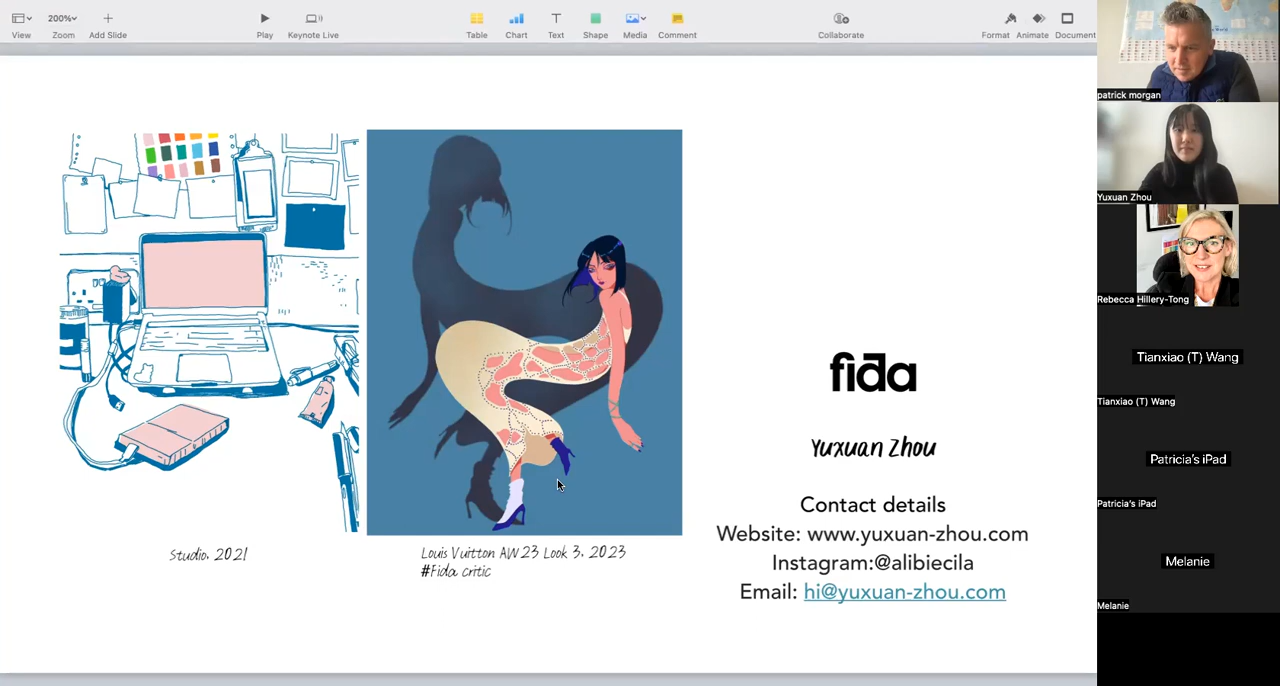 200%
View
Zoom
Add Slide
Play
Keynote Live
Table
Chart
Text
Shape
Media
Comment
Collaborate
Format
Animate
Document
Studio. 2021
Louis Vuitton AW23 Look 3. 2023
#Fida critic
fida
Yuxuan Zhou
Contact details
Website: www.yuxuan-zhou.com
Instagram:@alibiecila
Email: hi@yuxuan-zhou.com
patrick morgan
Yuxuan Zhou
Rebecca Hillery-Tong
Tianxiao (T) Wang
Tianxiao (T) Wang
Patricia's iPad
Patricia's iPad
Melanie
Melanie